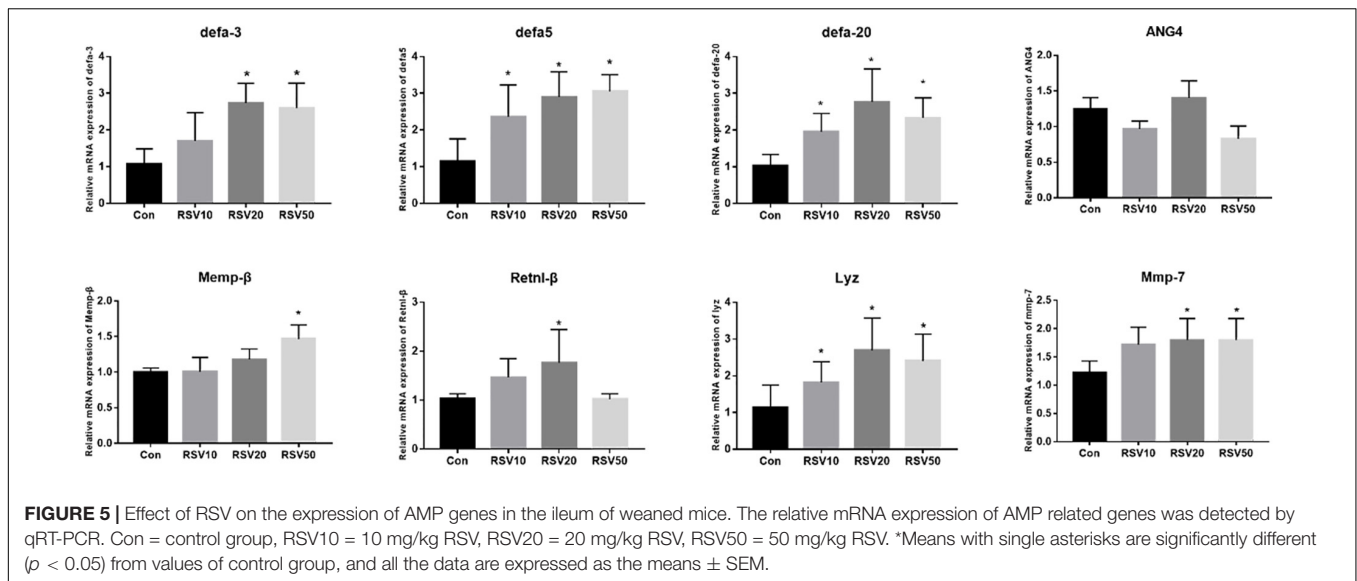 defa-3
Relative mRNA expression of defa-3
4
3
2
1
0
*
*
Con RSV10 RSV20 RSV50
defa5
Relative mRNA expression of defa5
4
3
2
1
0
*
*
*
Con RSV10 RSV20 RSV50
defa-20
Relative mRNA expression of defa-20
4
3
2
1
0
*
*
*
Con RSV10 RSV20 RSV50
ANG4
Relative mRNA expression of ANG4
2.0
1.5
1.0
0.5
0.0
Con RSV10 RSV20 RSV50
Memp-β
Relative mRNA expression of Memp-β
2.0
1.5
1.0
0.5
0.0
*
Con RSV10 RSV20 RSV50
Retnl-β
Relative mRNA expression of Retnl-β
3
2
1
0
*
Con RSV10 RSV20 RSV50
Lyz
Relative mRNA expression of lyz
4
3
2
1
0
*
*
*
Con RSV10 RSV20 RSV50
Mmp-7
Relative mRNA expression of mmp-7
2.5
2.0
1.5
1.0
0.5
0.0
*
*
Con RSV10 RSV20 RSV50
FIGURE 5 | Effect of RSV on the expression of AMP genes in the ileum of weaned mice. The relative mRNA expression of AMP related genes was detected by
qRT-PCR. Con = control group, RSV10 = 10 mg/kg RSV, RSV20 = 20 mg/kg RSV, RSV50 = 50 mg/kg RSV. *Means with single asterisks are significantly different
(p < 0.05) from values of control group, and all the data are expressed as the means ± SEM.